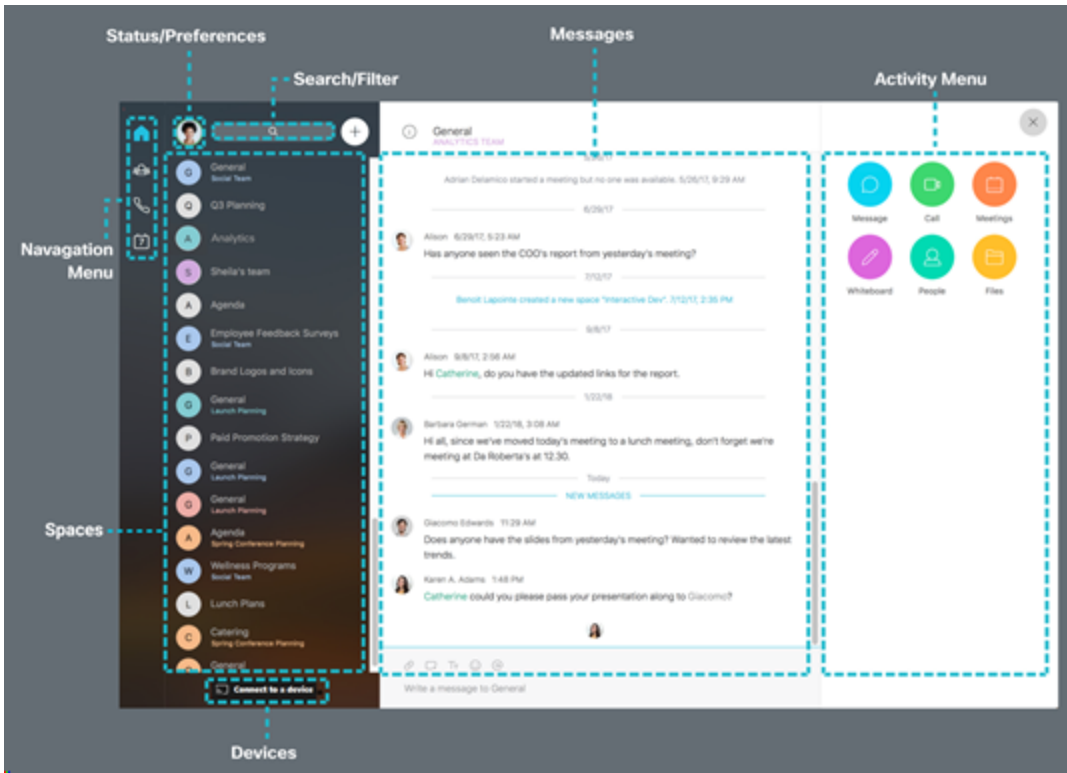 Status/Preferences
Messages
Search/Filter
Activity Menu
Navagation
Menu
Spaces
Devices
G
General
Social Team
Q
Q3 Planning
A
Analytics
S
Sheila's team
A
Agenda
E
Employee Feedback Surveys
Social Team
B
Brand Logos and Icons
G
General
Launch Planning
P
Paid Promotion Strategy
G
General
Launch Planning
G
General
Launch Planning
A
Agenda
Spring Conference Planning
W
Wellness Programs
Social Team
L
Lunch Plans
C
Catering
Spring Conference Planning
General
Connect to a device
7
General
ANALYTICS TEAM
Adrian Delamico started a meeting but no one was available. 5/26/17, 9:29 AM
6/29/17
Alison 6/29/17, 5:23 AM
Has anyone seen the COO's report from yesterday's meeting?
7/12/17
Benoit Lapointe created a new space "Interactive Dev". 7/12/17, 2:35 PM
9/8/17
Alison 9/8/17, 2:56 AM
Hi Catherine, do you have the updated links for the report.
1/22/18
Barbara German 1/22/18, 3:08 AM
Hi all, since we've moved today's meeting to a lunch meeting, don't forget we're
meeting at Da Roberta's at 12.30.
Today
NEW MESSAGES
Giacomo Edwards 11:29 AM
Does anyone have the slides from yesterday's meeting? Wanted to review the latest
trends.
Karen A. Adams 1:48 PM
Catherine could you please pass your presentation along to Giacomo?
Write a message to General
Message
Call
Meetings
Whiteboard
People
Files